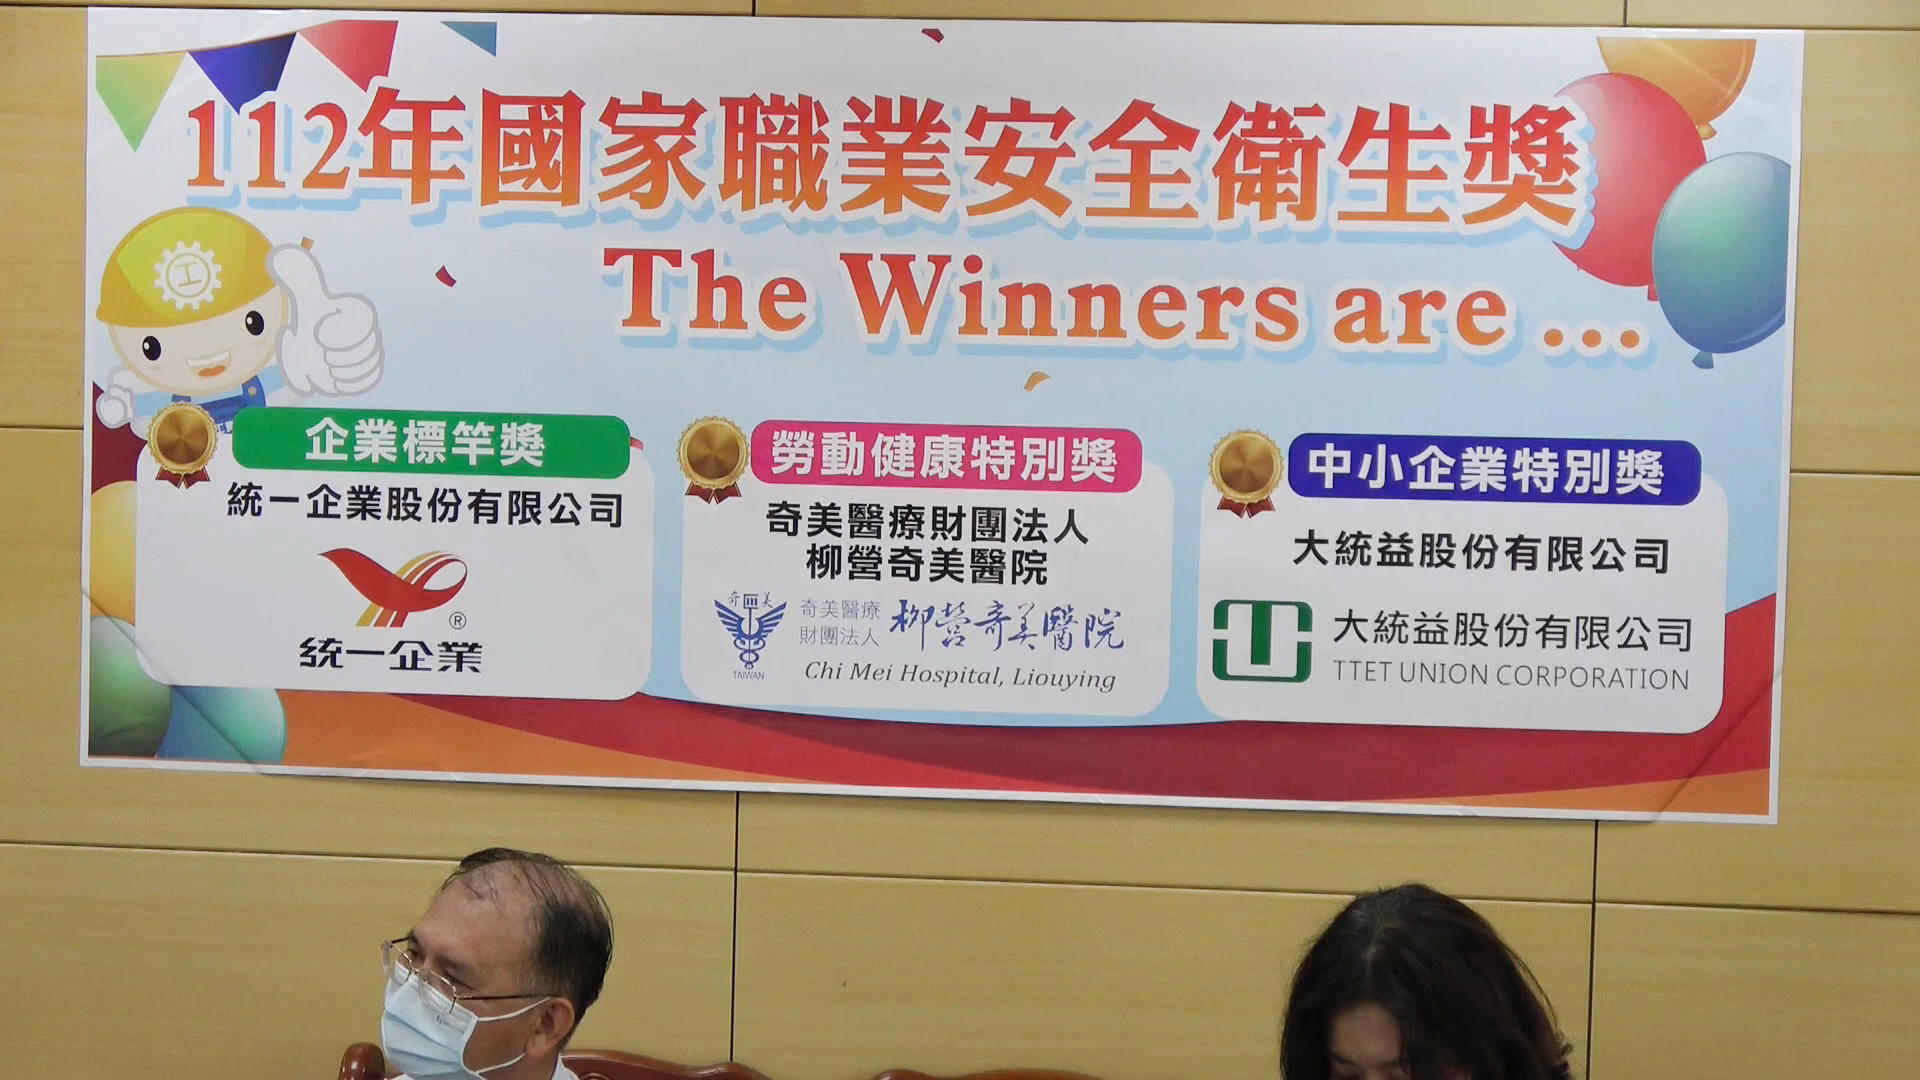 112年國家職業安全衛生獎
The Winners are ...
工
企業標竿獎
統一企業股份有限公司
®
統一企業
勞動健康特別獎
奇美醫療財團法人
柳營奇美醫院
奇美
TAIWAN
奇美醫療
財團法人
柳營奇美醫院
Chi Mei Hospital, Liouying
中小企業特別獎
大統益股份有限公司
大統益股份有限公司
TTET UNION CORPORATION